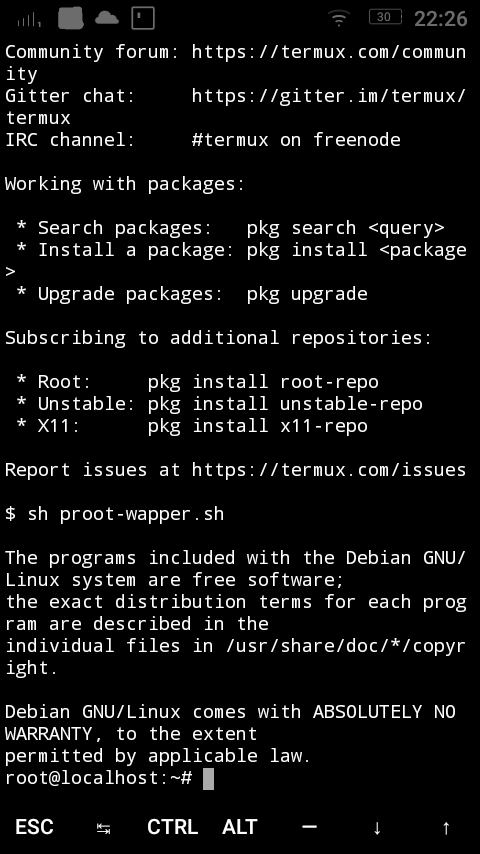 30 22:26
Community forum: https://termux.com/commun
ity
Gitter chat:     https://gitter.im/termux/
termux
IRC channel:     #termux on freenode
Working with packages:
 * Search packages:   pkg search <query>
 * Install a package: pkg install <package
>
 * Upgrade packages:  pkg upgrade
Subscribing to additional repositories:
 * Root:     pkg install root-repo
 * Unstable: pkg install unstable-repo
 * X11:      pkg install x11-repo
Report issues at https://termux.com/issues
$ sh proot-wapper.sh
The programs included with the Debian GNU/
Linux system are free software;
the exact distribution terms for each prog
ram are described in the
individual files in /usr/share/doc/*/copyr
ight.
Debian GNU/Linux comes with ABSOLUTELY NO
WARRANTY, to the extent
permitted by applicable law.
root@localhost:~#
ESC ↹ CTRL ALT — ↓ ↑